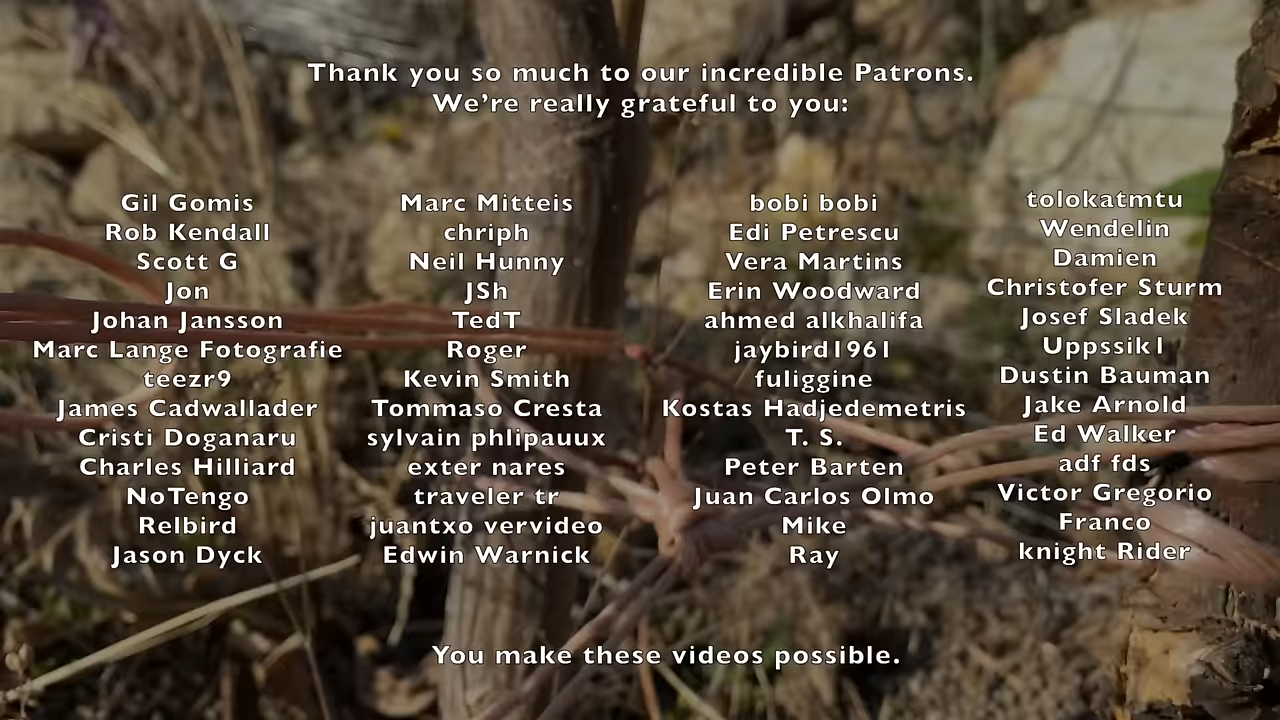 Thank you so much to our incredible Patrons.
We’re really grateful to you:
Gil Gomis
Rob Kendall
Scott G
Jon
Johan Jansson
Marc Lange Fotografie
teezr9
James Cadwallader
Cristi Doganaru
Charles Hilliard
NoTengo
Relbird
Jason Dyck
Marc Mitteis
chriph
Neil Hunny
JSh
TedT
Roger
Kevin Smith
Tommaso Cresta
sylvain phlipauux
exter nares
traveler tr
juantxo vervideo
Edwin Warnick
bobi bobi
Edi Petrescu
Vera Martins
Erin Woodward
ahmed alkhalifa
jaybird1961
fuliggine
Kostas Hadjedemetris
T. S.
Peter Barten
Juan Carlos Olmo
Mike
Ray
tolokatmtu
Wendelin
Damien
Christofer Sturm
Josef Sladek
Uppssik1
Dustin Bauman
Jake Arnold
Ed Walker
adf fds
Victor Gregorio
Franco
knight Rider
You make these videos possible.